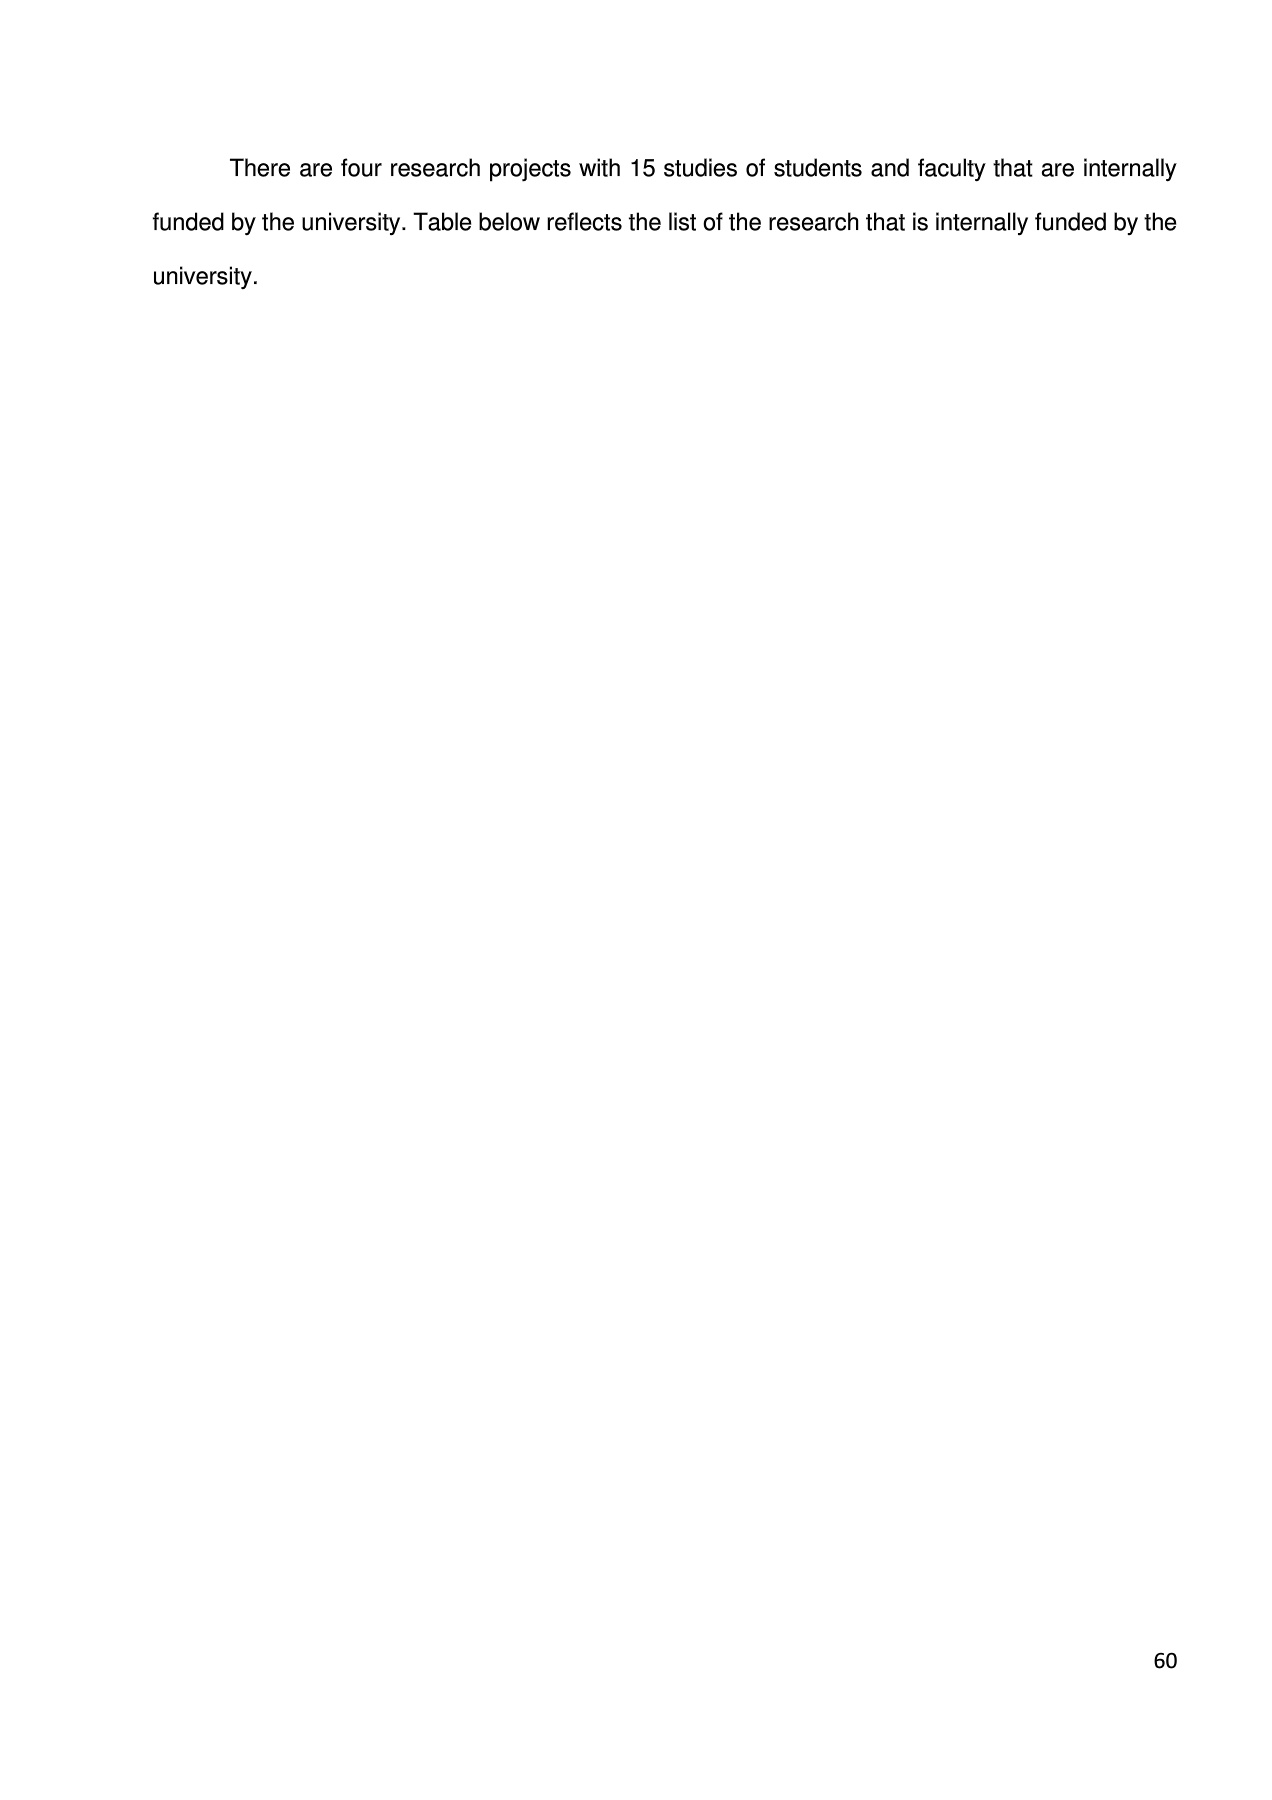 There are four research projects with 15 studies of students and faculty that are internally
funded by the university. Table below reflects the list of the research that is internally funded by the
university.
60